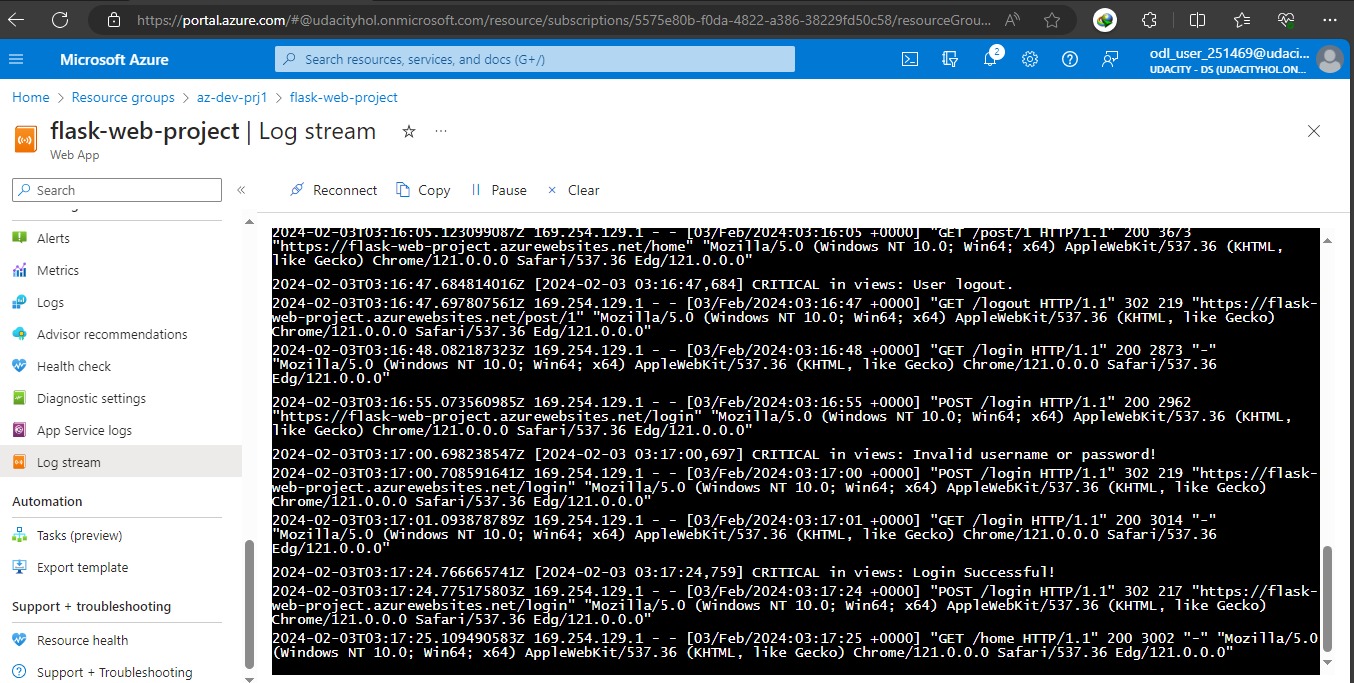 https://portal.azure.com/#@udacityhol.onmicrosoft.com/resource/subscriptions/5575e80b-f0da-4822-a386-38229fd50c58/resourceGrou...
Microsoft Azure
Search resources, services, and docs (G+/)
2
odl_user_251469@udaci...
UDACITY - DS (UDACITYHOL.ON...
Home > Resource groups > az-dev-prj1 > flask-web-project
flask-web-project | Log stream
Web App
Search
Reconnect
Copy
Pause
Clear
Alerts
Metrics
Logs
Advisor recommendations
Health check
Diagnostic settings
App Service logs
Log stream
Automation
Tasks (preview)
Export template
Support + troubleshooting
Resource health
Support + Troubleshooting
2024-02-03T03:16:05.123099087Z 169.254.129.1 - - [03/Feb/2024:03:16:05 +0000] "GET /post/1 HTTP/1.1" 200 3673
"https://flask-web-project.azurewebsites.net/home" "Mozilla/5.0 (Windows NT 10.0; Win64; x64) AppleWebKit/537.36 (KHTML,
like Gecko) Chrome/121.0.0.0 Safari/537.36 Edg/121.0.0.0"
2024-02-03T03:16:47.684814016Z [2024-02-03 03:16:47,684] CRITICAL in views: User logout.
2024-02-03T03:16:47.697807561Z 169.254.129.1 - - [03/Feb/2024:03:16:47 +0000] "GET /logout HTTP/1.1" 302 219 "https://flask-
web-project.azurewebsites.net/post/1" "Mozilla/5.0 (Windows NT 10.0; Win64; x64) AppleWebKit/537.36 (KHTML, like Gecko)
Chrome/121.0.0.0 Safari/537.36 Edg/121.0.0.0"
2024-02-03T03:16:48.082187323Z 169.254.129.1 - - [03/Feb/2024:03:16:48 +0000] "GET /login HTTP/1.1" 200 2873 "-"
"Mozilla/5.0 (Windows NT 10.0; Win64; x64) AppleWebKit/537.36 (KHTML, like Gecko) Chrome/121.0.0.0 Safari/537.36
Edg/121.0.0.0"
2024-02-03T03:16:55.073560985Z 169.254.129.1 - - [03/Feb/2024:03:16:55 +0000] "POST /login HTTP/1.1" 200 2962
"https://flask-web-project.azurewebsites.net/login" "Mozilla/5.0 (Windows NT 10.0; Win64; x64) AppleWebKit/537.36 (KHTML,
like Gecko) Chrome/121.0.0.0 Safari/537.36 Edg/121.0.0.0"
2024-02-03T03:17:00.698238547Z [2024-02-03 03:17:00,697] CRITICAL in views: Invalid username or password!
2024-02-03T03:17:00.708591641Z 169.254.129.1 - - [03/Feb/2024:03:17:00 +0000] "POST /login HTTP/1.1" 302 219 "https://flask-
web-project.azurewebsites.net/login" "Mozilla/5.0 (Windows NT 10.0; Win64; x64) AppleWebKit/537.36 (KHTML, like Gecko)
Chrome/121.0.0.0 Safari/537.36 Edg/121.0.0.0"
2024-02-03T03:17:01.093878789Z 169.254.129.1 - - [03/Feb/2024:03:17:01 +0000] "GET /login HTTP/1.1" 200 3014 "-"
"Mozilla/5.0 (Windows NT 10.0; Win64; x64) AppleWebKit/537.36 (KHTML, like Gecko) Chrome/121.0.0.0 Safari/537.36
Edg/121.0.0.0"
2024-02-03T03:17:24.766665741Z [2024-02-03 03:17:24,759] CRITICAL in views: Login Successful!
2024-02-03T03:17:24.775175803Z 169.254.129.1 - - [03/Feb/2024:03:17:24 +0000] "POST /login HTTP/1.1" 302 217 "https://flask-
web-project.azurewebsites.net/login" "Mozilla/5.0 (Windows NT 10.0; Win64; x64) AppleWebKit/537.36 (KHTML, like Gecko)
Chrome/121.0.0.0 Safari/537.36 Edg/121.0.0.0"
2024-02-03T03:17:25.109490583Z 169.254.129.1 - - [03/Feb/2024:03:17:25 +0000] "GET /home HTTP/1.1" 200 3002 "-" "Mozilla/5.0
(Windows NT 10.0; Win64; x64) AppleWebKit/537.36 (KHTML, like Gecko) Chrome/121.0.0.0 Safari/537.36 Edg/121.0.0.0"